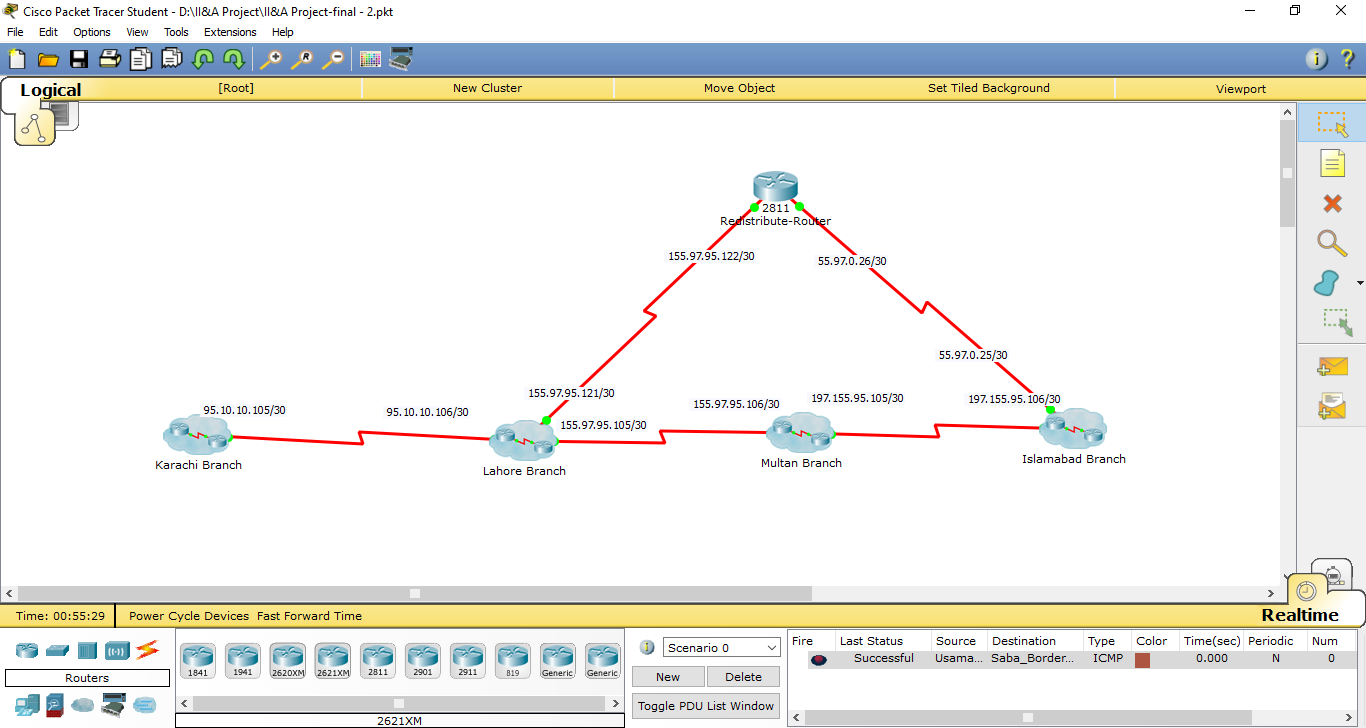 Cisco Packet Tracer Student - D:\II&A Project\II&A Project-final - 2.pkt
File Edit Options View Tools Extensions Help
Logical [Root] New Cluster Move Object Set Tiled Background Viewport
2811
Redistribute-Router
155.97.95.122/30
55.97.0.26/30
55.97.0.25/30
155.97.95.121/30
197.155.95.105/30
197.155.95.106/30
95.10.10.105/30
95.10.10.106/30
155.97.95.106/30
155.97.95.105/30
Karachi Branch
Lahore Branch
Multan Branch
Islamabad Branch
Time: 00:55:29 Power Cycle Devices Fast Forward Time
Realtime
Routers
1841 1941 2620XM 2621XM 2811 2901 2911 819 Generic Generic
2621XM
Scenario 0
New Delete
Toggle PDU List Window
Fire Last Status Source Destination Type Color Time(sec) Periodic Num
Successful Usama... Saba_Border... ICMP 0.000 N 0